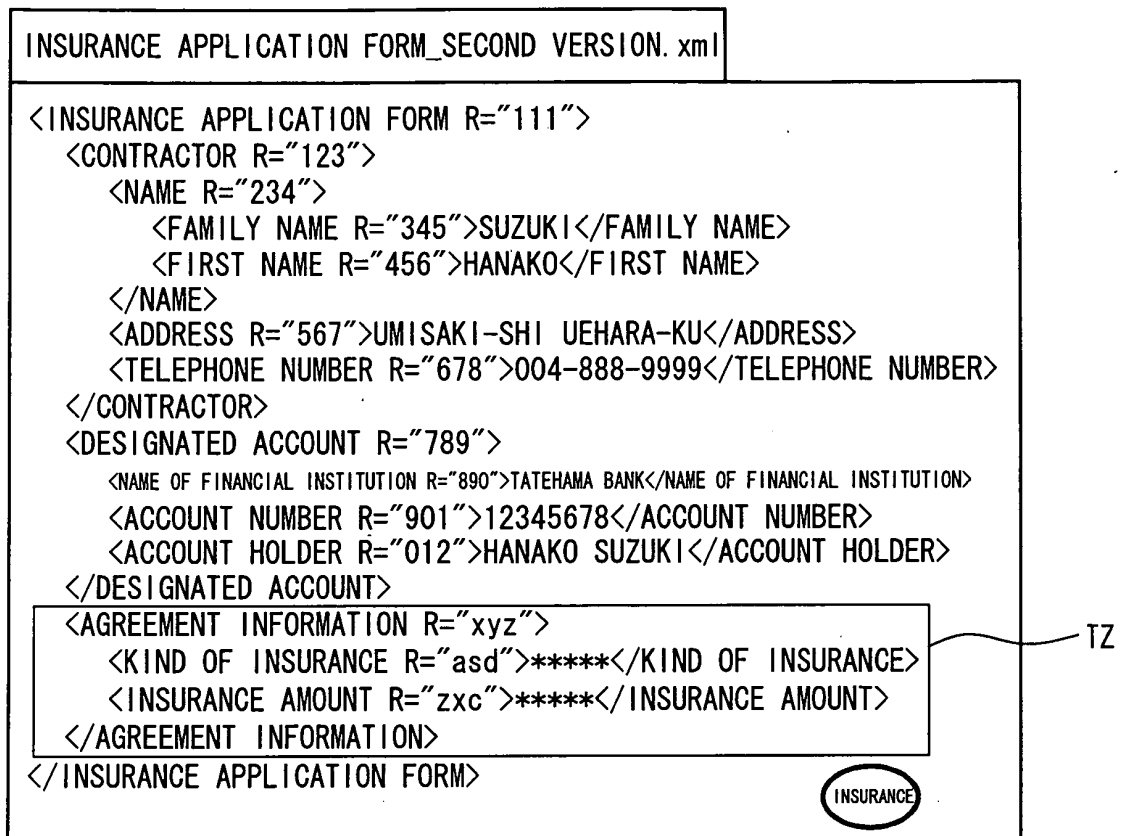 INSURANCE APPLICATION FORM_SECOND VERSION.xml
<INSURANCE APPLICATION FORM R="111">
<CONTRACTOR R="123">
<NAME R="234">
<FAMILY NAME R="345">SUZUKI</FAMILY NAME>
<FIRST NAME R="456">HANAKO</FIRST NAME>
</NAME>
<ADDRESS R="567">UMISAKI-SHI UEHARA-KU</ADDRESS>
<TELEPHONE NUMBER R="678">004-888-9999</TELEPHONE NUMBER>
</CONTRACTOR>
<DESIGNATED ACCOUNT R="789">
<NAME OF FINANCIAL INSTITUTION R="890">TATEHAMA BANK</NAME OF FINANCIAL INSTITUTION>
<ACCOUNT NUMBER R="901">12345678</ACCOUNT NUMBER>
<ACCOUNT HOLDER R="012">HANAKO SUZUKI</ACCOUNT HOLDER>
</DESIGNATED ACCOUNT>
<AGREEMENT INFORMATION R="xyz">
<KIND OF INSURANCE R="asd">*****</KIND OF INSURANCE>
<INSURANCE AMOUNT R="zxc">*****</INSURANCE AMOUNT>
</AGREEMENT INFORMATION>
</INSURANCE APPLICATION FORM>
INSURANCE
TZ